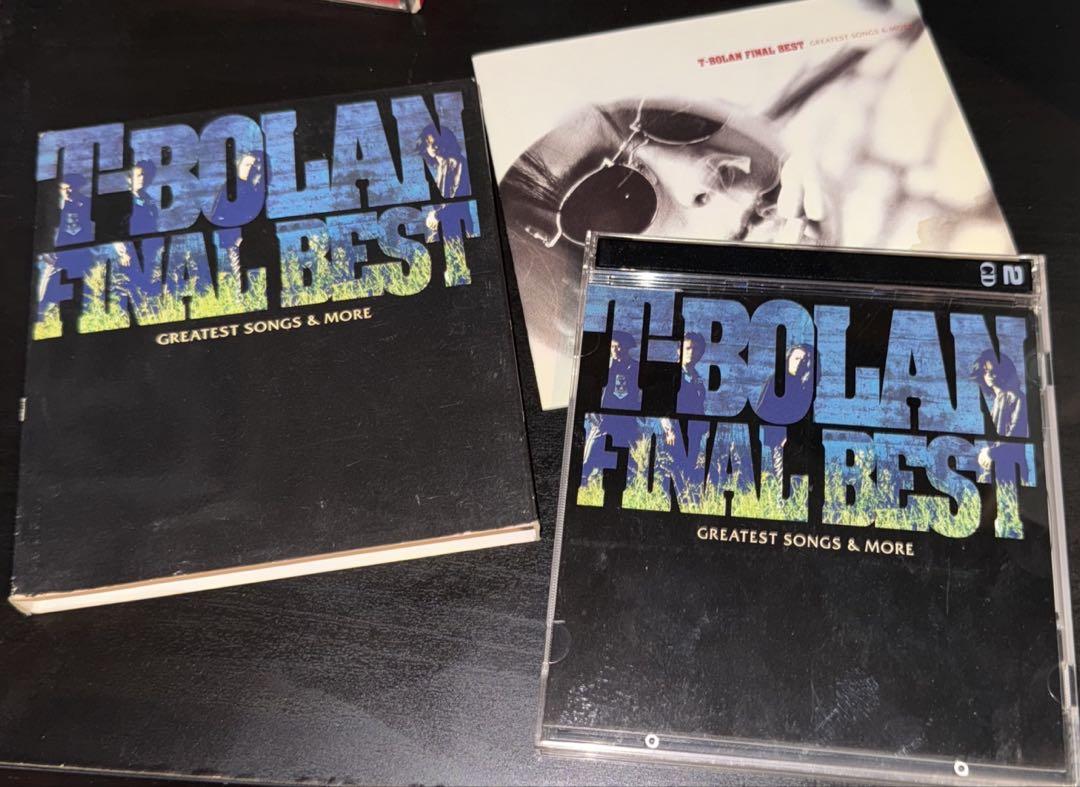 T-BOLAN
FINAL BEST
GREATEST SONGS & MORE
T-BOLAN FINAL BEST GREATEST SONGS & MORE
2
CD
T-BOLAN
FINAL BEST
GREATEST SONGS & MORE